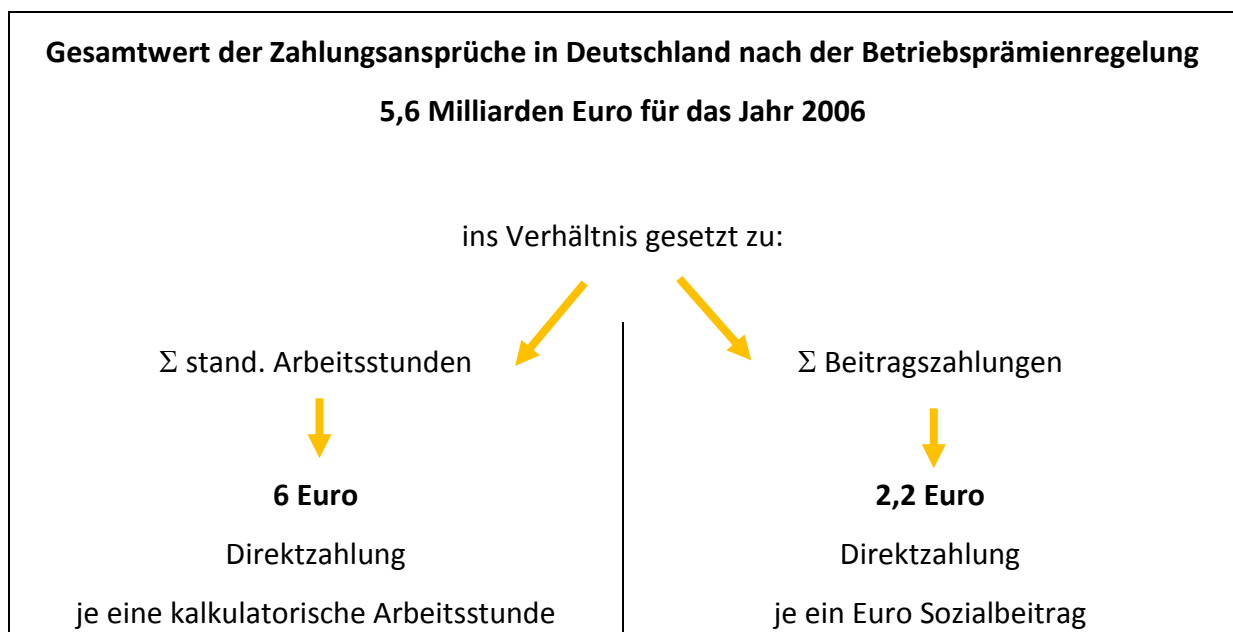 Gesamtwert der Zahlungsansprüche in Deutschland nach der Betriebsprämienregelung
5,6 Milliarden Euro für das Jahr 2006
ins Verhältnis gesetzt zu:
Σ stand. Arbeitsstunden
6 Euro
Direktzahlung
je eine kalkulatorische Arbeitsstunde
Σ Beitragszahlungen
2,2 Euro
Direktzahlung
je ein Euro Sozialbeitrag